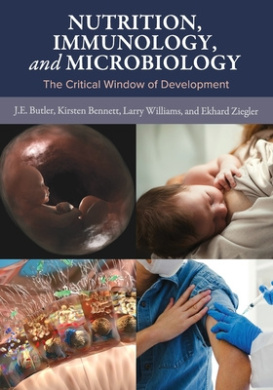 NUTRITION,
IMMUNOLOGY,
and MICROBIOLOGY
The Critical Window of Development
J.E. Butler, Kirsten Bennett, Larry Williams, and Ekhard Ziegler